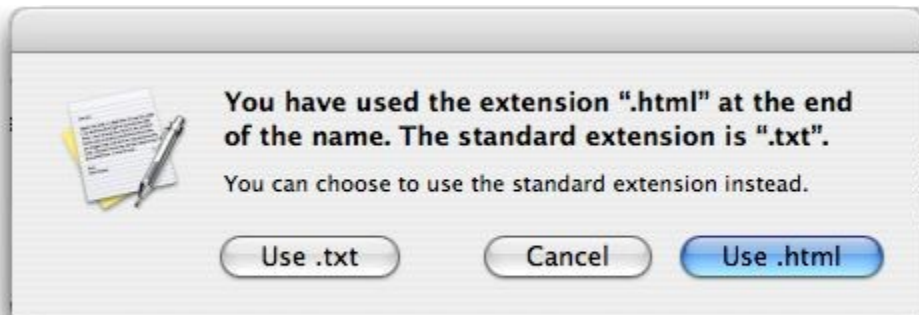 You have used the extension “.html” at the end
of the name. The standard extension is “.txt”.
You can choose to use the standard extension instead.
Use .txt
Cancel
Use .html